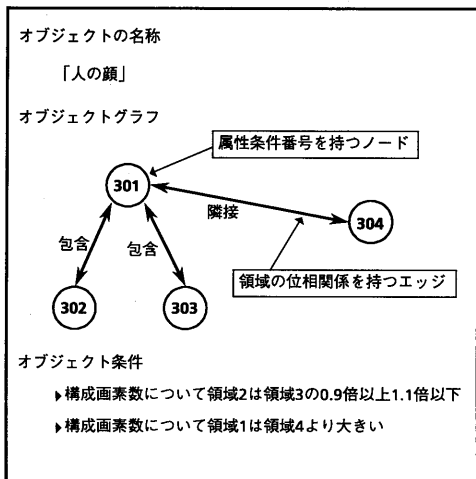 オブジェクトの名称
「人の顔」
オブジェクトグラフ
属性条件番号を持つノード
301
隣接
304
包含
包含
領域の位相関係を持つエッジ
302
303
オブジェクト条件
▶構成画素数について領域2は領域3の0.9倍以上1.1倍以下
▶構成画素数について領域1は領域4より大きい